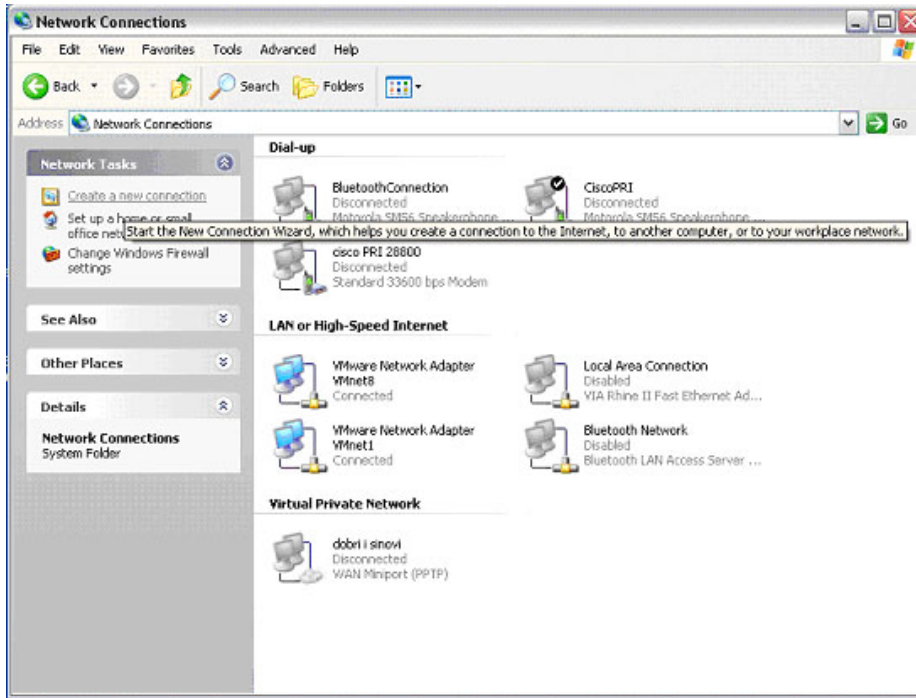 Network Connections
File Edit View Favorites Tools Advanced Help
Back Search Folders
Address Network Connections Go
Network Tasks
Create a new connection
Set up a home or small
office netw
Start the New Connection Wizard, which helps you create a connection to the Internet, to another computer, or to your workplace network.
Change Windows Firewall
settings
See Also
Other Places
Details
Network Connections
System Folder
Dial-up
BluetoothConnection
Disconnected
Motorola SM56 Speakerphone ...
CiscoPRI
Disconnected
Motorola SM56 Speakerphone ...
cisco PRI 28800
Disconnected
Standard 33600 bps Modem
LAN or High-Speed Internet
VMware Network Adapter
VMnet8
Connected
Local Area Connection
Disabled
VIA Rhine II Fast Ethernet Ad...
VMware Network Adapter
VMnet1
Connected
Bluetooth Network
Disabled
Bluetooth LAN Access Server ...
Virtual Private Network
dobri i sinovi
Disconnected
WAN Miniport (PPTP)